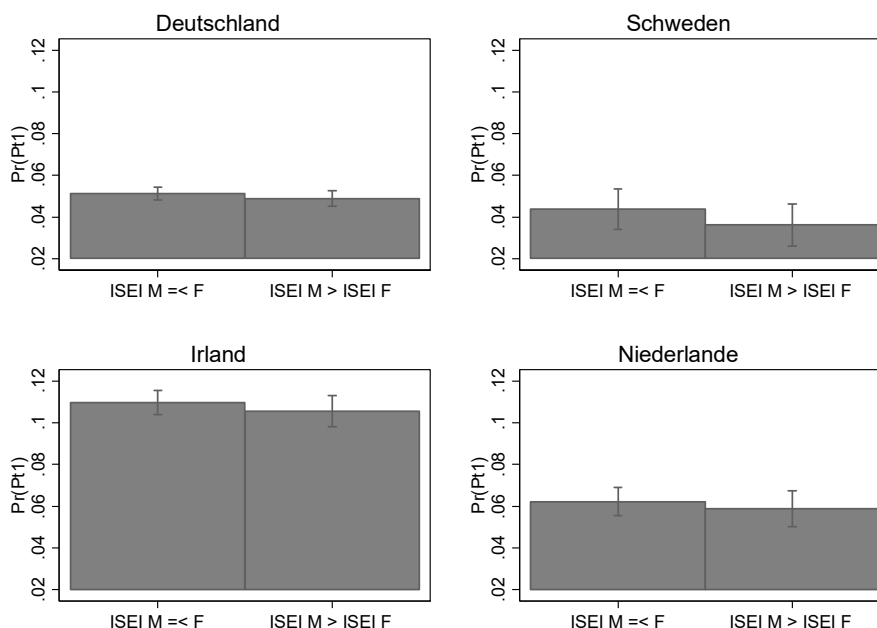 Deutschland
Pr(Pt1)
.12
.1
.08
.06
.04
.02
ISEI M =< F
ISEI M > ISEI F
Schweden
Pr(Pt1)
.12
.1
.08
.06
.04
.02
ISEI M =< F
ISEI M > ISEI F
Irland
Pr(Pt1)
.12
.1
.08
.06
.04
.02
ISEI M =< F
ISEI M > ISEI F
Niederlande
Pr(Pt1)
.12
.1
.08
.06
.04
.02
ISEI M =< F
ISEI M > ISEI F